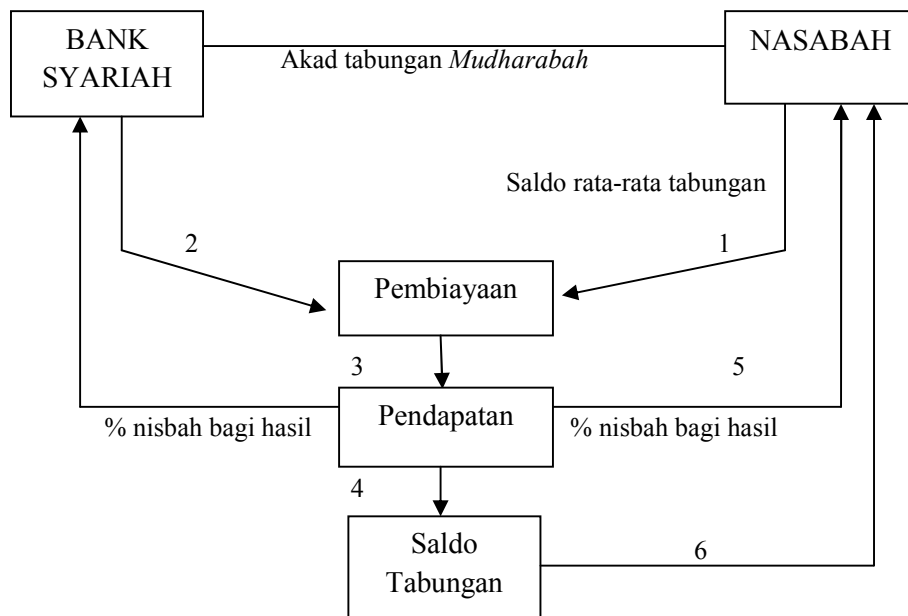 BANK
SYARIAH
Akad tabungan Mudharabah
NASABAH
Saldo rata-rata tabungan
2
1
Pembiayaan
3
5
Pendapatan
% nisbah bagi hasil
% nisbah bagi hasil
4
Saldo
Tabungan
6